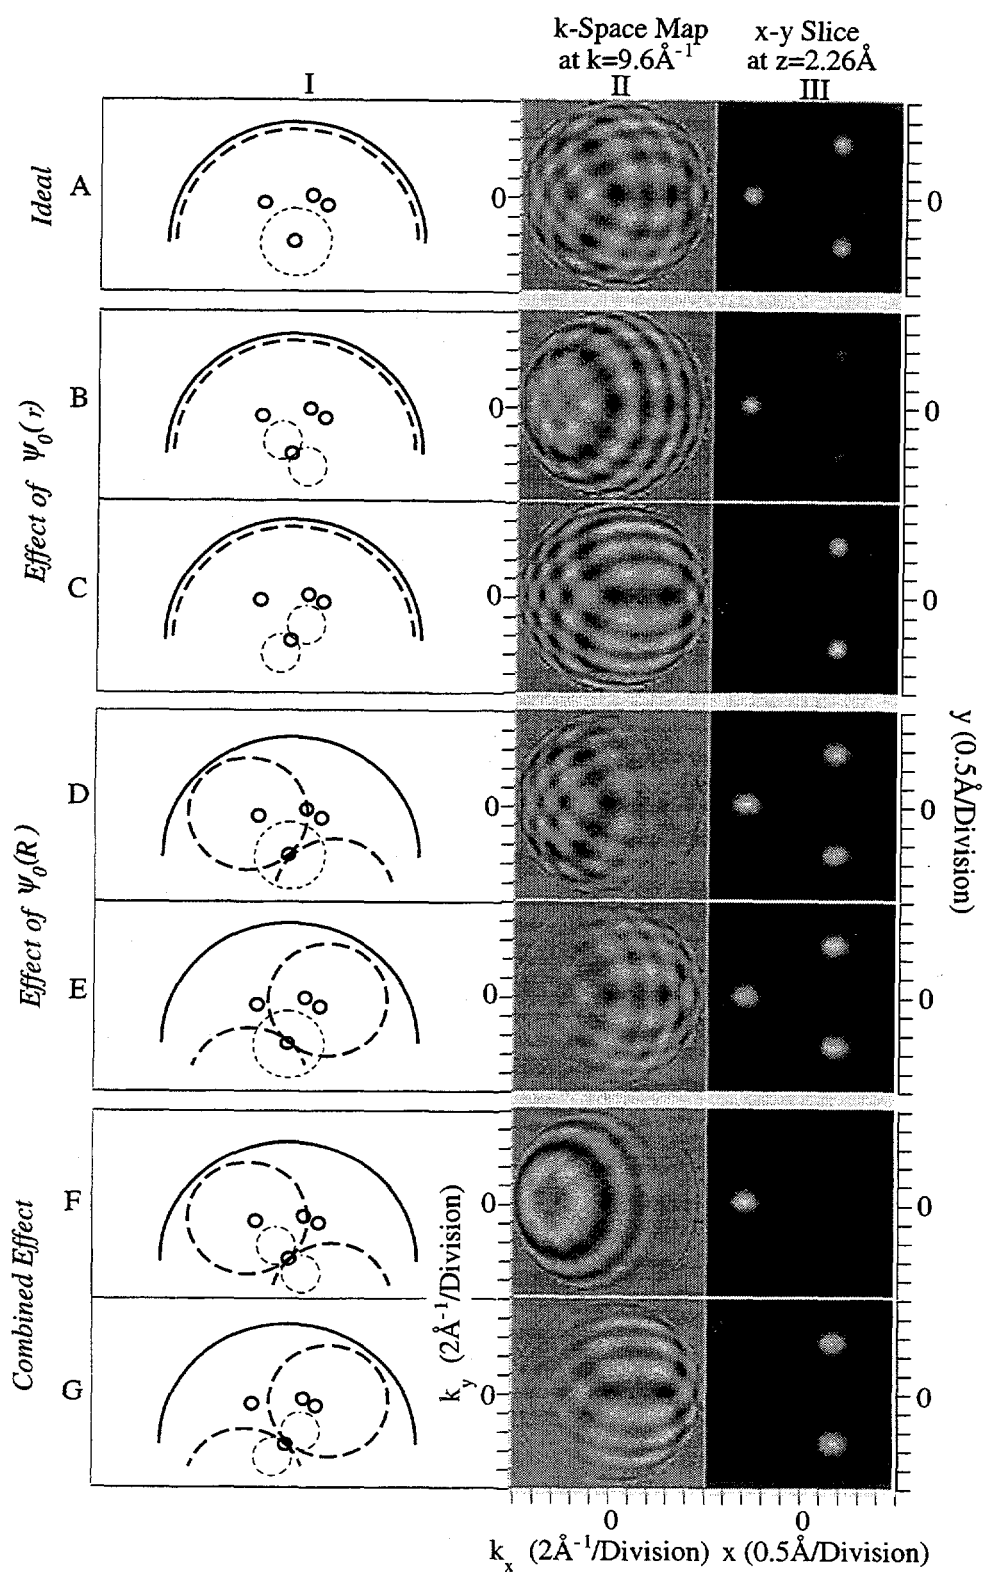 k-Space Map
at k=9.6Å⁻¹
x-y Slice
at z=2.26Å
I
II
III
Ideal
A
0
0
Effect of Ψ₀(r)
B
0
0
C
0
0
Effect of Ψ₀(R)
D
0
0
E
0
0
y (0.5Å/Division)
Combined Effect
F
0
0
G
0
0
k_y (2Å⁻¹/Division)
0
0
k_x (2Å⁻¹/Division)
x (0.5Å/Division)